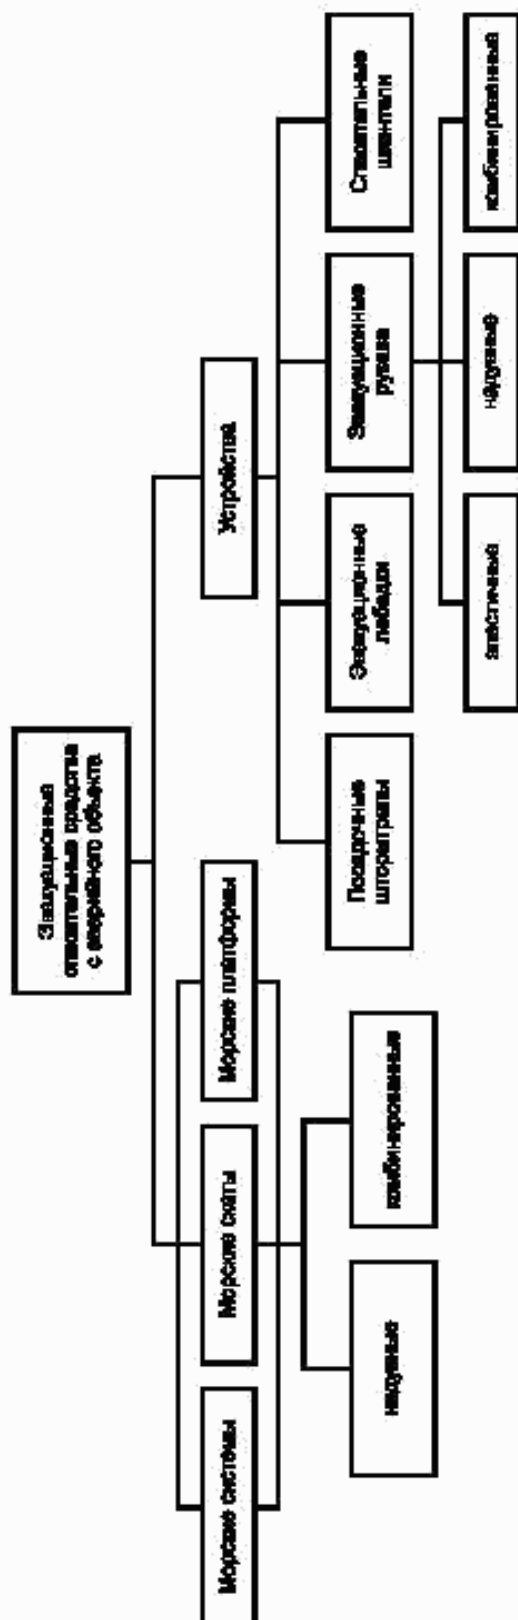 Эвакуационные
спасательные средства
с аварийного объекта
Морские системы
Морские скаты
Морские платформы
Устройства
надувные
комбинированные
Посадочные
штормтрапы
Эвакуационные
лебедки
Эвакуационные
рукава
Спасательные
шкентели
эластичные
надувные
комбинированные